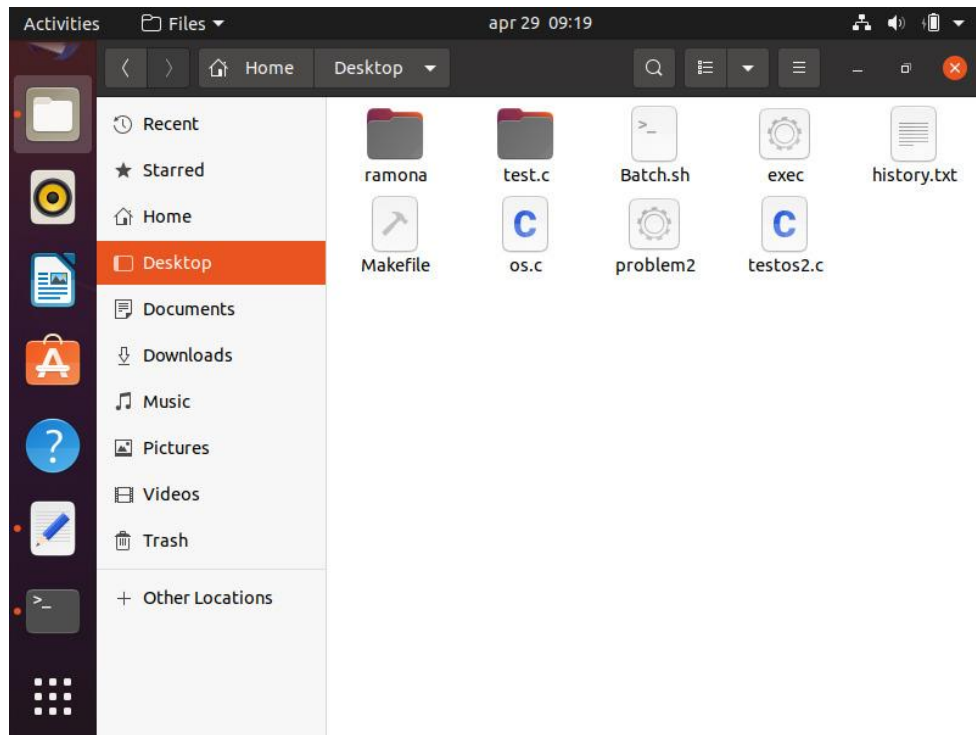 Activities Files apr 29 09:19
Home Desktop
Recent
Starred
Home
Desktop
Documents
Downloads
Music
Pictures
Videos
Trash
+ Other Locations
ramona test.c Batch.sh exec history.txt
Makefile os.c problem2 testos2.c